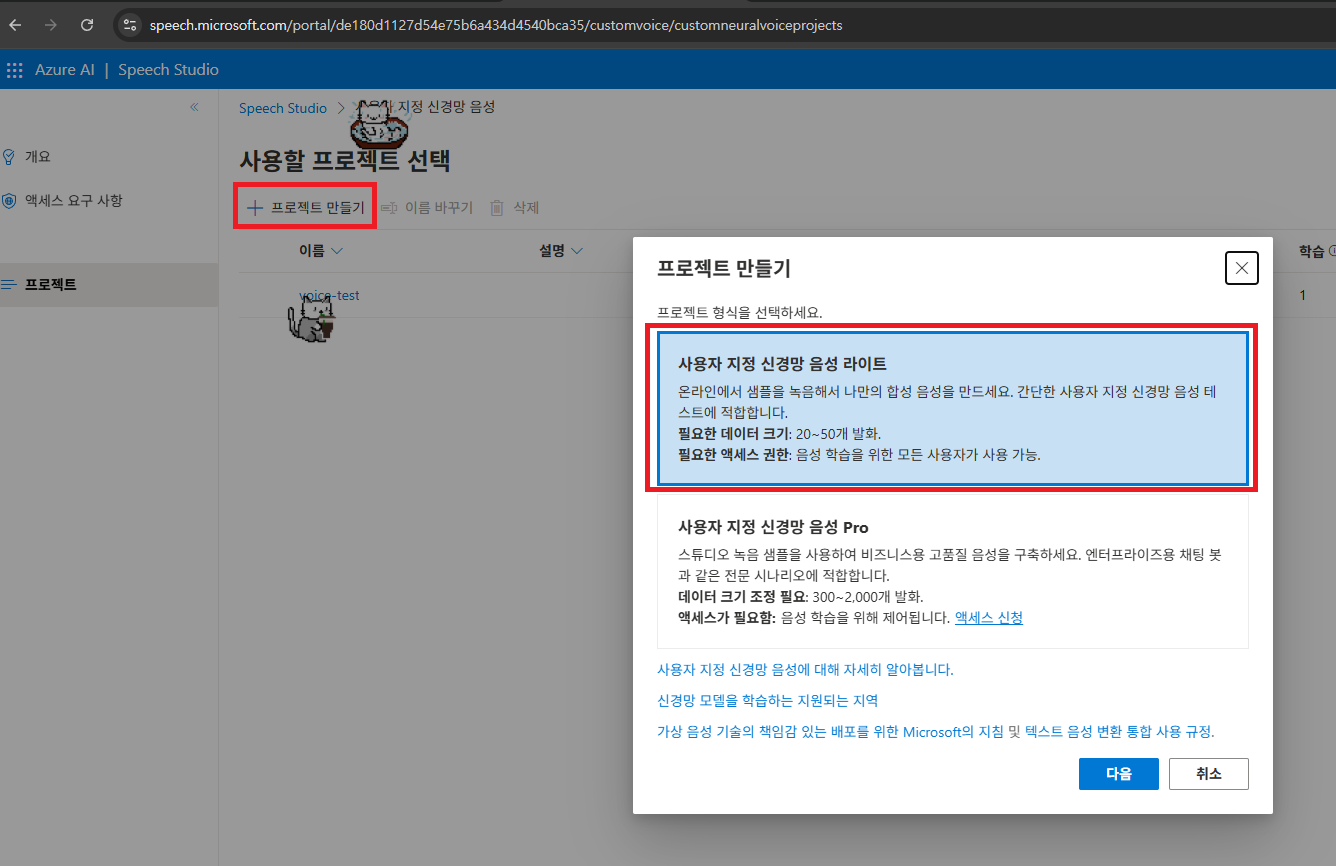 speech.microsoft.com/portal/de180d1127d54e75b6a434d4540bca35/customvoice/customneuralvoiceprojects
Azure AI | Speech Studio
개요
액세스 요구 사항
프로젝트
Speech Studio > 지정 신경망 음성
사용할 프로젝트 선택
프로젝트 만들기 이름 바꾸기 삭제
이름 설명 학습
voice-test 1
프로젝트 만들기
프로젝트 형식을 선택하세요.
사용자 지정 신경망 음성 라이트
온라인에서 샘플을 녹음해서 나만의 합성 음성을 만드세요. 간단한 사용자 지정 신경망 음성 테
스트에 적합합니다.
필요한 데이터 크기: 20~50개 발화.
필요한 액세스 권한: 음성 학습을 위한 모든 사용자가 사용 가능.
사용자 지정 신경망 음성 Pro
스튜디오 녹음 샘플을 사용하여 비즈니스용 고품질 음성을 구축하세요. 엔터프라이즈용 채팅 봇
과 같은 전문 시나리오에 적합합니다.
데이터 크기 조정 필요: 300~2,000개 발화.
액세스가 필요함: 음성 학습을 위해 제어됩니다. 액세스 신청
사용자 지정 신경망 음성에 대해 자세히 알아봅니다.
신경망 모델을 학습하는 지원되는 지역
가상 음성 기술의 책임감 있는 배포를 위한 Microsoft의 지침 및 텍스트 음성 변환 통합 사용 규정.
다음 취소